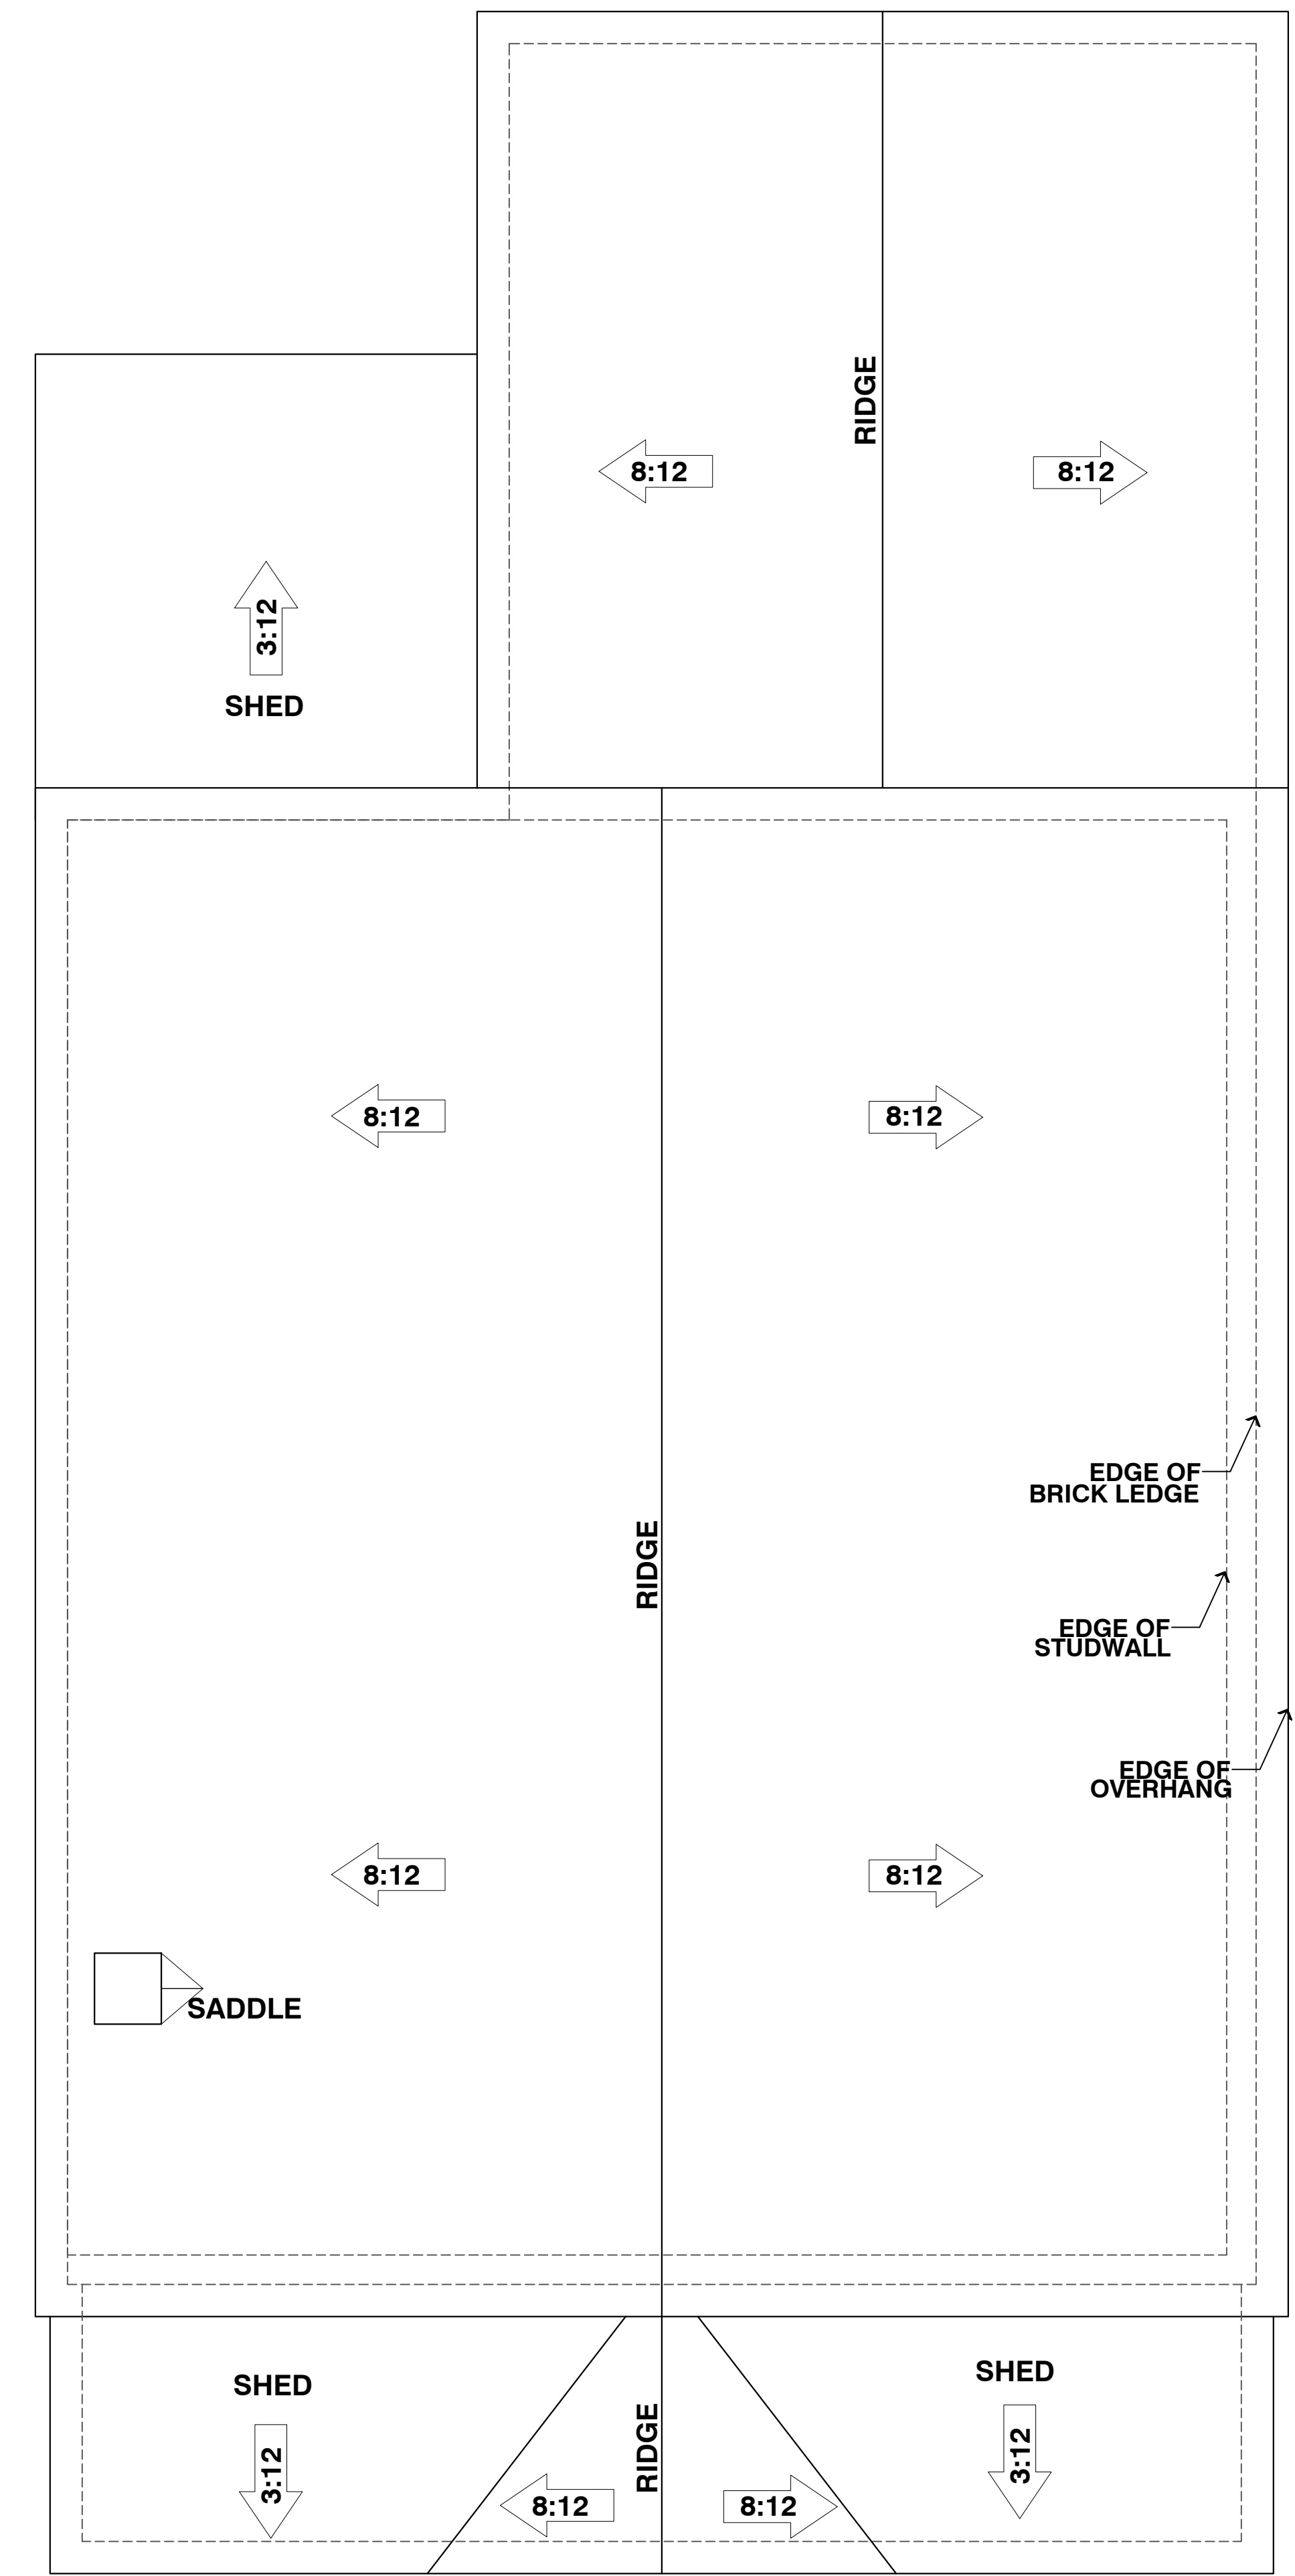 RIDGE
8:12
8:12
3:12
SHED
8:12
8:12
EDGE OF
BRICK LEDGE
RIDGE
EDGE OF
STUDWALL
EDGE OF
OVERHANG
8:12
8:12
SADDLE
SHED
SHED
RIDGE
3:12
3:12
8:12
8:12